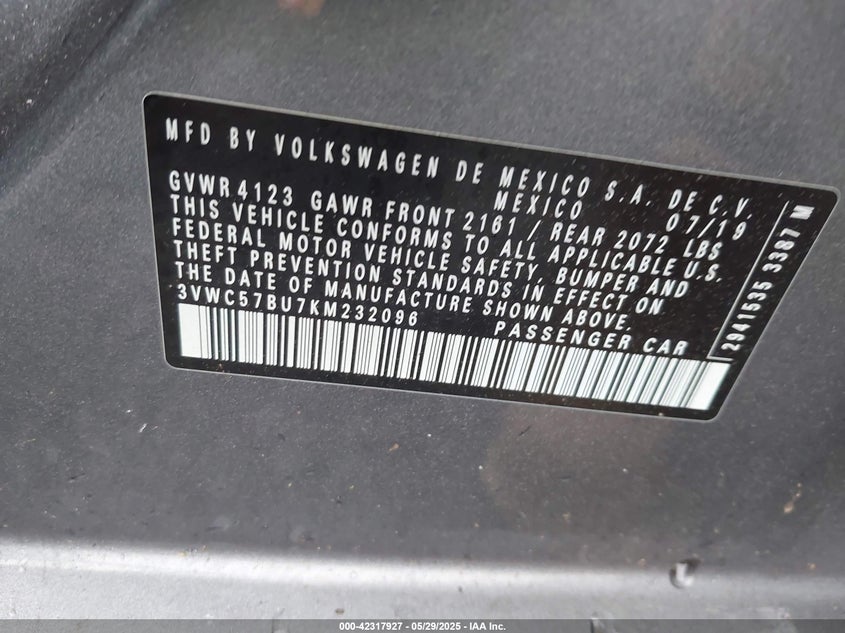 MFD BY VOLKSWAGEN DE MEXICO S.A. DE C.V.
MEXICO 07/19
GVWR 4123 GAWR FRONT 2161 / REAR 2072 LBS
THIS VEHICLE CONFORMS TO ALL APPLICABLE U.S.
FEDERAL MOTOR VEHICLE SAFETY, BUMPER AND
THEFT PREVENTION STANDARDS IN EFFECT ON
THE DATE OF MANUFACTURE SHOWN ABOVE.
3VWC57BU7KM232096 PASSENGER CAR
2941535 3387 M
000-42317927 - 05/29/2025 - IAA Inc.